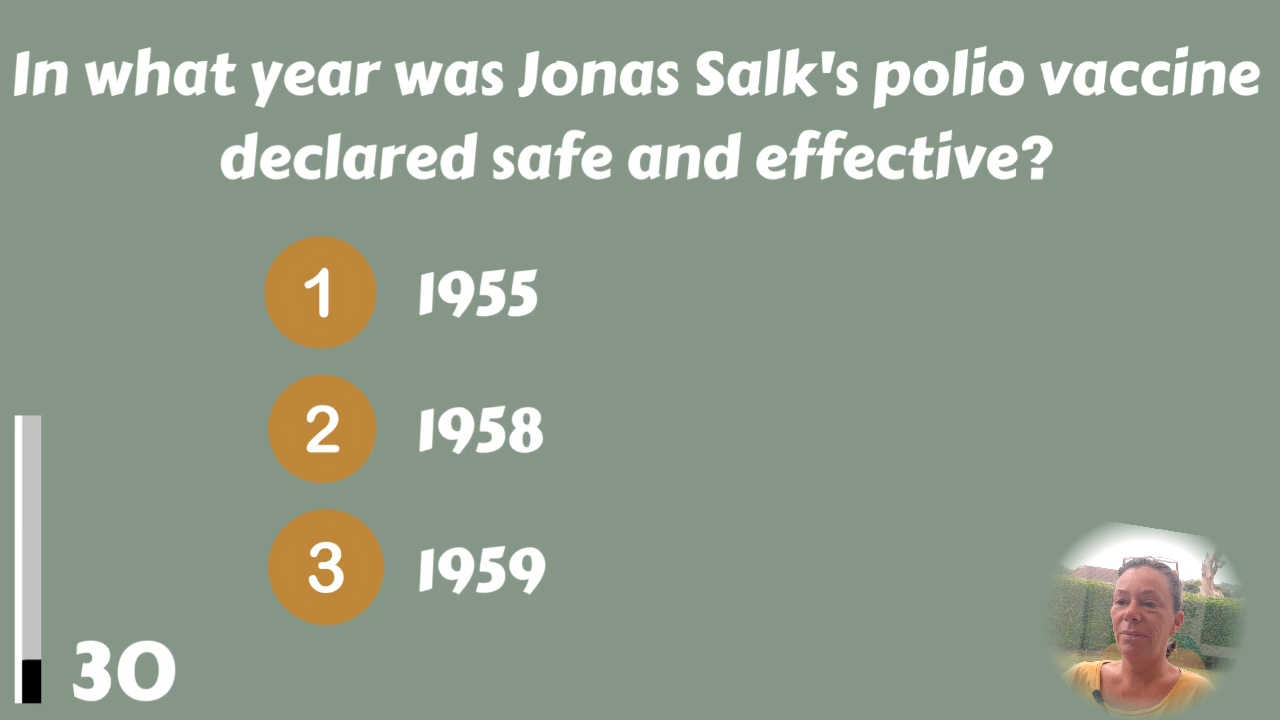 In what year was Jonas Salk's polio vaccine
declared safe and effective?
1 1955
2 1958
3 1959
30